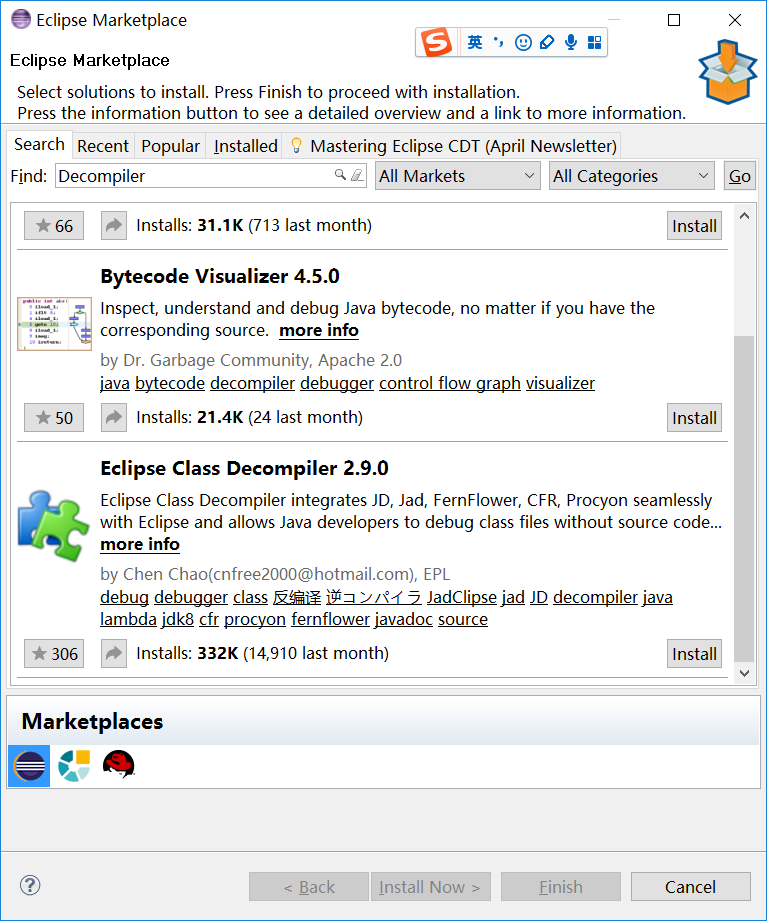 Eclipse Marketplace
英
Eclipse Marketplace
Select solutions to install. Press Finish to proceed with installation.
Press the information button to see a detailed overview and a link to more information.
Search Recent Popular Installed Mastering Eclipse CDT (April Newsletter)
Find: Decompiler All Markets All Categories Go
66 Installs: 31.1K (713 last month) Install
Bytecode Visualizer 4.5.0
Inspect, understand and debug Java bytecode, no matter if you have the
corresponding source. more info
by Dr. Garbage Community, Apache 2.0
java bytecode decompiler debugger control flow graph visualizer
50 Installs: 21.4K (24 last month) Install
Eclipse Class Decompiler 2.9.0
Eclipse Class Decompiler integrates JD, Jad, FernFlower, CFR, Procyon seamlessly
with Eclipse and allows Java developers to debug class files without source code...
more info
by Chen Chao(cnfree2000@hotmail.com), EPL
debug debugger class 反编译 逆コンパイラ JadClipse jad JD decompiler java
lambda jdk8 cfr procyon fernflower javadoc source
306 Installs: 332K (14,910 last month) Install
Marketplaces
? < Back Install Now > Finish Cancel